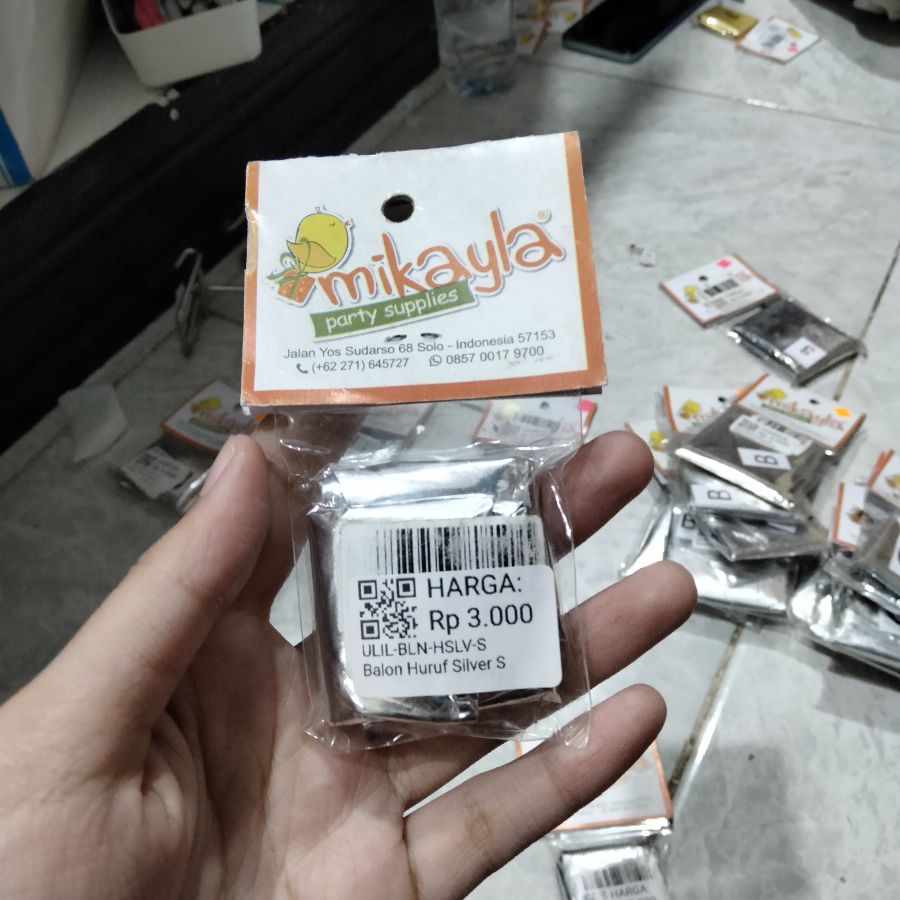 mikayla®
party supplies
Jalan Yos Sudarso 68 Solo - Indonesia 57153
(+62 271) 645727 0857 0017 9700
HARGA:
Rp 3.000
ULIL-BLN-HSLV-S
Balon Huruf Silver S
B
B
B
HARGA: